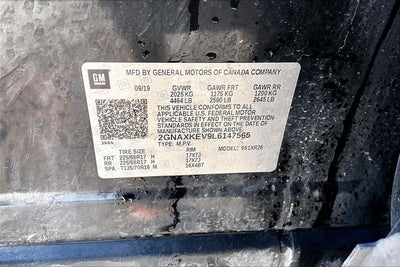 MFD BY GENERAL MOTORS OF CANADA COMPANY
GM
09/19 GVWR GAWR FRT GAWR RR
2025 KG 1175 KG 1200 KG
4464 LB 2590 LB 2645 LB
THIS VEHICLE CONFORMS TO ALL
APPLICABLE U.S. FEDERAL MOTOR
VEHICLE SAFETY AND THEFT PREVENTION
STANDARDS IN EFFECT ON THE DATE OF
MANUFACTURE SHOWN ABOVE.
2GNAXKEV9L6147565
TYPE: M.P.V. MODEL:
TIRE SIZE RIM
FRT 225/65R17 H 17X7J
RR 225/65R17 H 17X7J
SPA T135/70R16 M 16X4BT